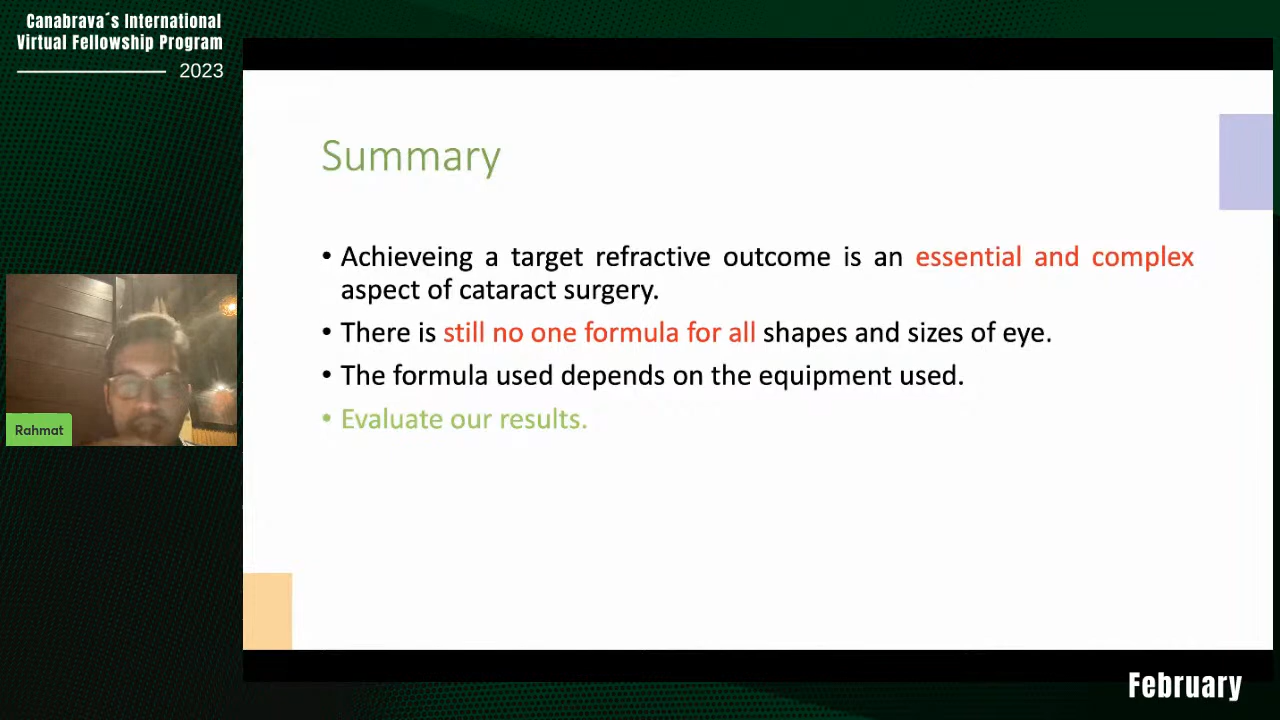 Canabrava´s International
Virtual Fellowship Program
2023
Summary
• Achieveing a target refractive outcome is an essential and complex
aspect of cataract surgery.
• There is still no one formula for all shapes and sizes of eye.
• The formula used depends on the equipment used.
• Evaluate our results.
Rahmat
February